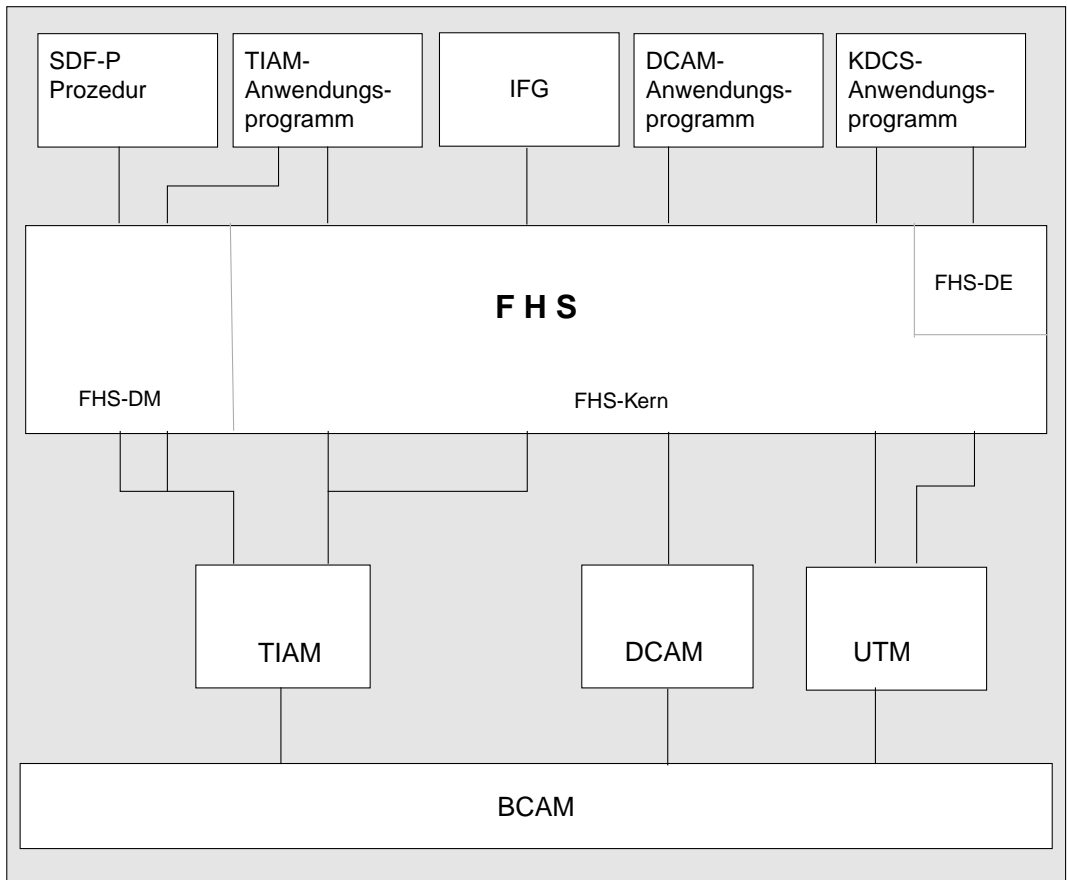 SDF-P
Prozedur
TIAM-
Anwendungs-
programm
IFG
DCAM-
Anwendungs-
programm
KDCS-
Anwendungs-
programm
FHS-DE
F H S
FHS-DM
FHS-Kern
TIAM
DCAM
UTM
BCAM